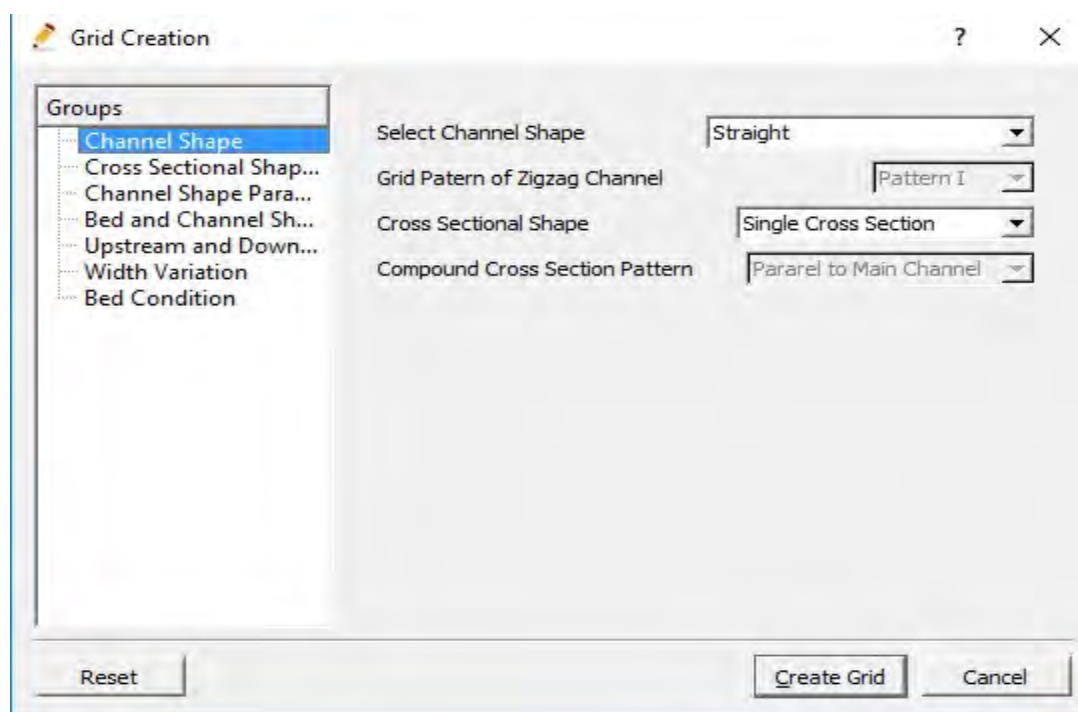 Grid Creation
?
Groups
Channel Shape
Cross Sectional Shap...
Channel Shape Para...
Bed and Channel Sh...
Upstream and Down...
Width Variation
Bed Condition
Select Channel Shape Straight
Grid Patern of Zigzag Channel Pattern I
Cross Sectional Shape Single Cross Section
Compound Cross Section Pattern Pararel to Main Channel
Reset Create Grid Cancel